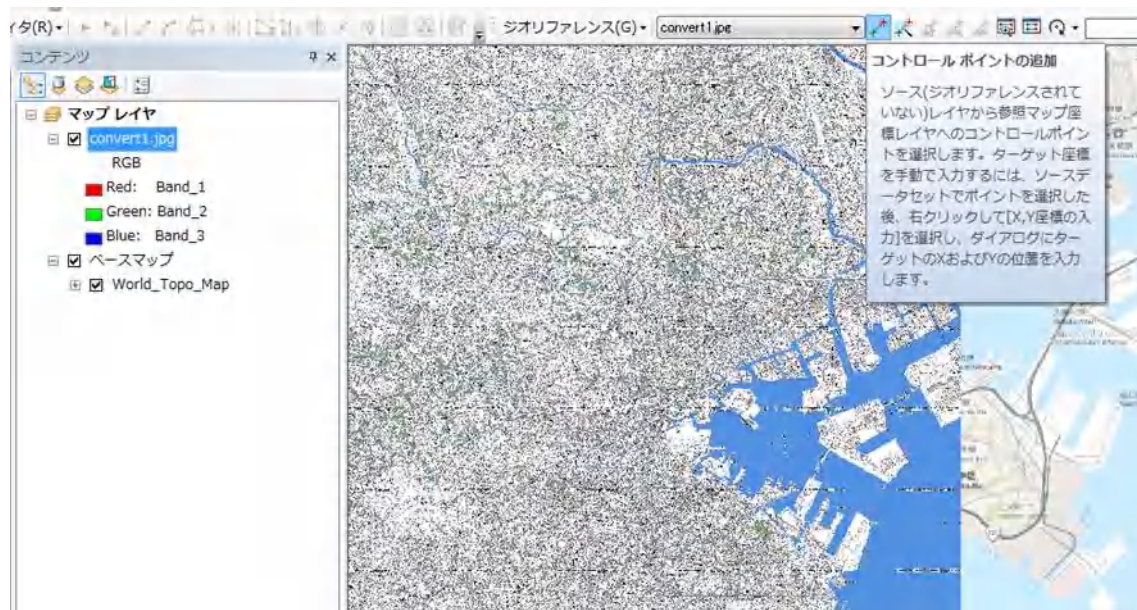 タ(R)▾
ジオリファレンス(G)▾ convert1.jpg
コンテンツ
マップ レイヤ
convert1.jpg
RGB
Red: Band_1
Green: Band_2
Blue: Band_3
ベースマップ
World_Topo_Map
コントロール ポイントの追加
ソース(ジオリファレンスされて
いない)レイヤから参照マップ座
標レイヤへのコントロールポイン
トを選択します。ターゲット座標
を手動で入力するには、ソースデ
ータセットでポイントを選択した
後、右クリックして[X,Y座標の入
力]を選択し、ダイアログにター
ゲットのXおよびYの位置を入力
します。